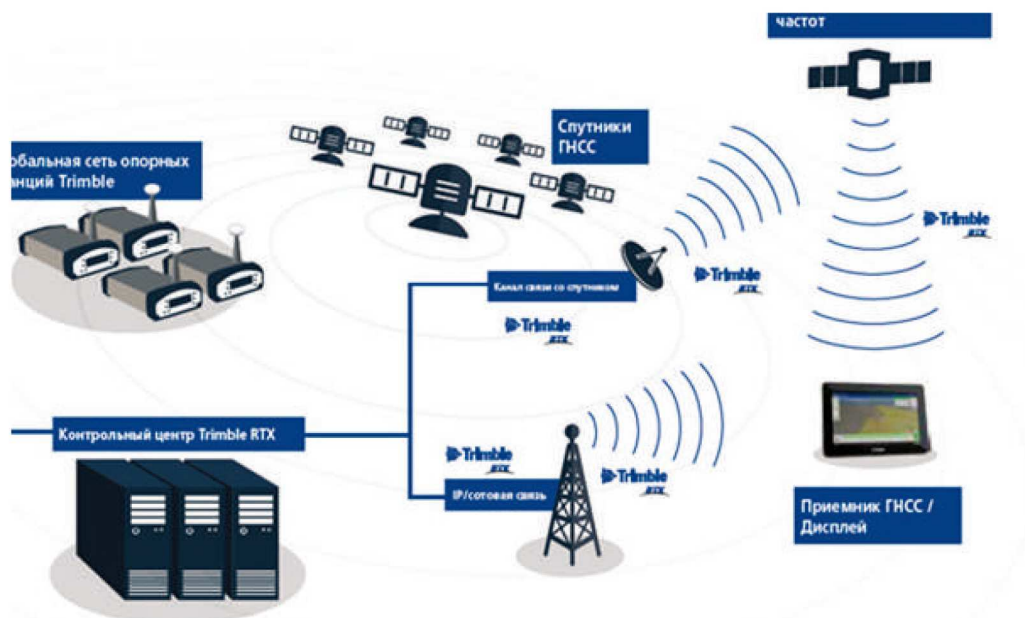 частот
Спутники
ГНСС
обальная сеть опорных
анций Trimble
Trimble
RTX
Trimble
RTX
Канал связи со спутником
Trimble
RTX
Контрольный центр Trimble RTX
Trimble
RTX
IP/сотовая связь
Trimble
RTX
Приемник ГНСС /
Дисплей